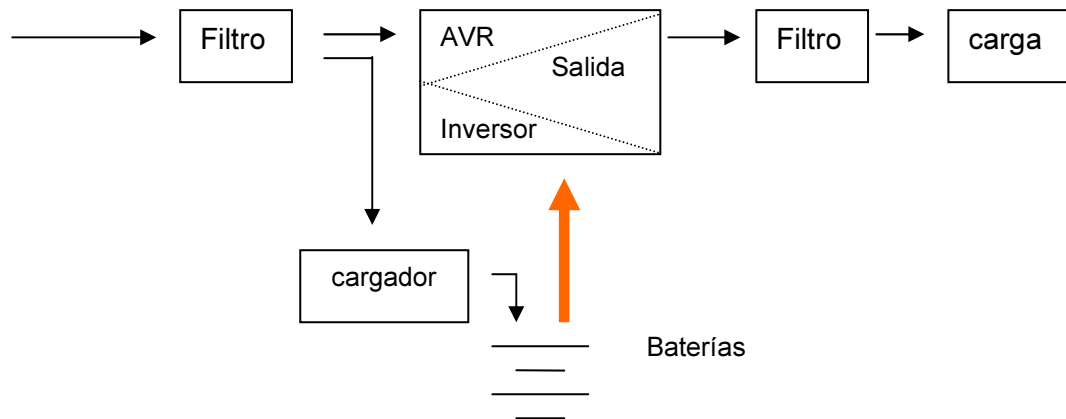 Filtro
AVR
Salida
Inversor
Filtro
carga
cargador
Baterías